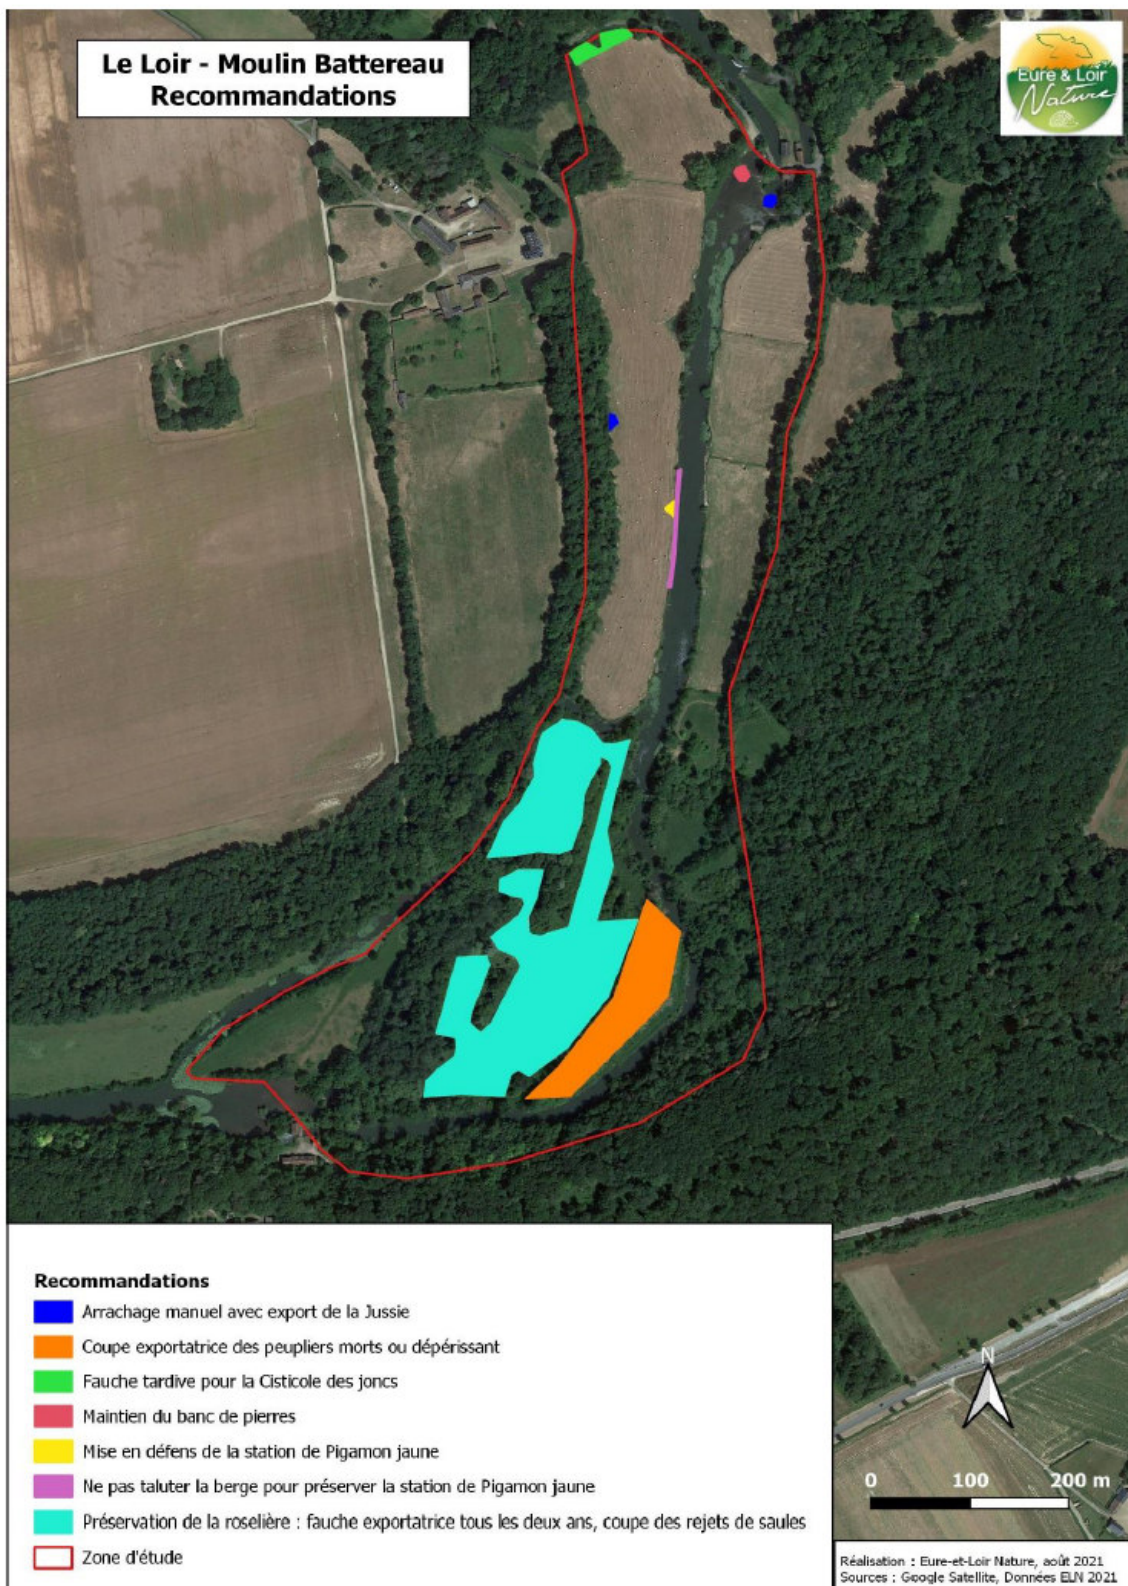 Le Loir - Moulin Battereau
Recommandations
Eure & Loir
Nature
Recommandations
Arrachage manuel avec export de la Jussie
Coupe exportatrice des peupliers morts ou dépérissant
Fauche tardive pour la Cisticole des joncs
Maintien du banc de pierres
Mise en défens de la station de Pigamon jaune
Ne pas taluter la berge pour préserver la station de Pigamon jaune
Préservation de la roselière : fauche exportatrice tous les deux ans, coupe des rejets de saules
Zone d'étude
N
0 100 200 m
Réalisation : Eure-et-Loir Nature, août 2021
Sources : Google Satellite, Données ELN 2021